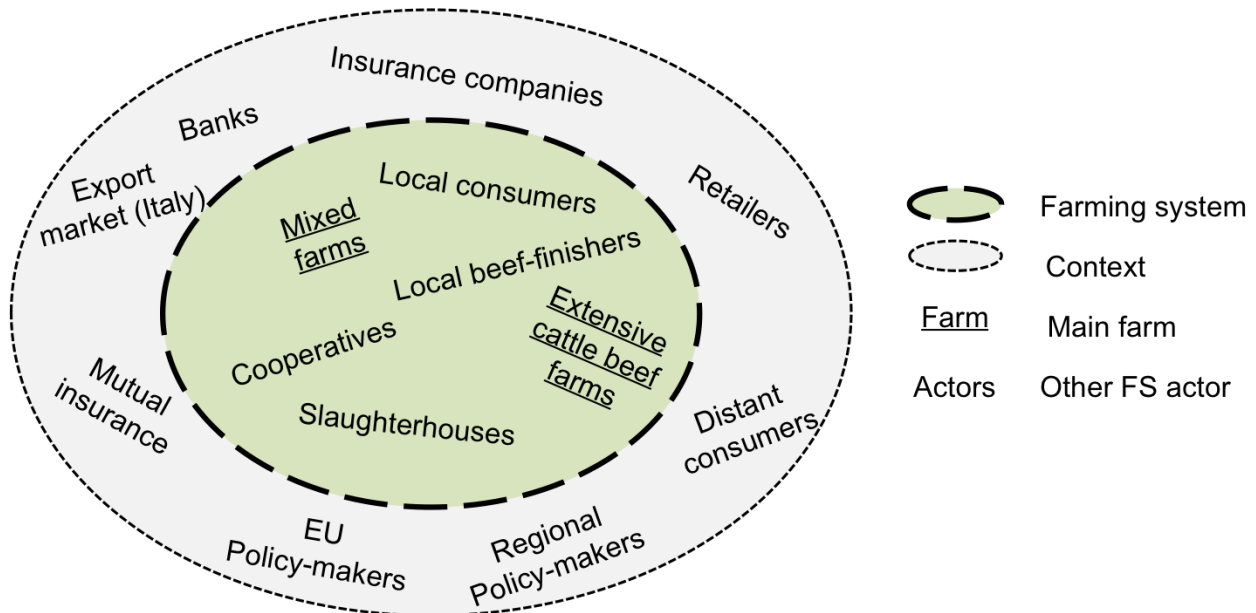 Insurance companies
Banks
Export
market (Italy)
Retailers
Local consumers
Mixed
farms
Local beef-finishers
Extensive
cattle beef
farms
Cooperatives
Slaughterhouses
Mutual
insurance
Distant
consumers
EU
Policy-makers
Regional
Policy-makers
Farming system
Context
Farm Main farm
Actors Other FS actor